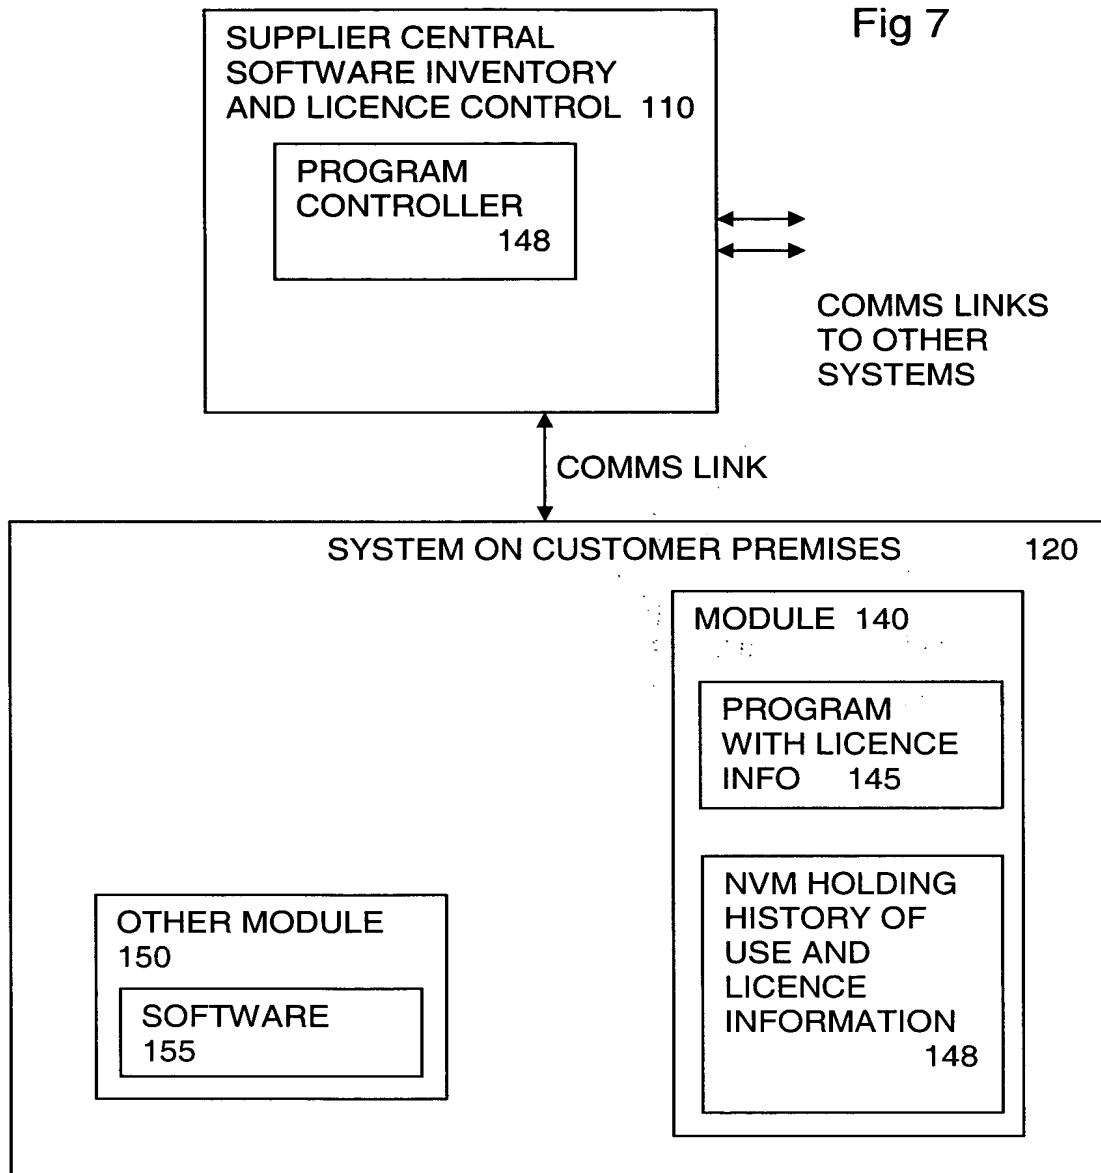 Fig 7
SUPPLIER CENTRAL
SOFTWARE INVENTORY
AND LICENCE CONTROL 110
PROGRAM
CONTROLLER
148
COMMS LINKS
TO OTHER
SYSTEMS
COMMS LINK
SYSTEM ON CUSTOMER PREMISES 120
MODULE 140
PROGRAM
WITH LICENCE
INFO 145
NVM HOLDING
HISTORY OF
USE AND
LICENCE
INFORMATION
148
OTHER MODULE
150
SOFTWARE
155